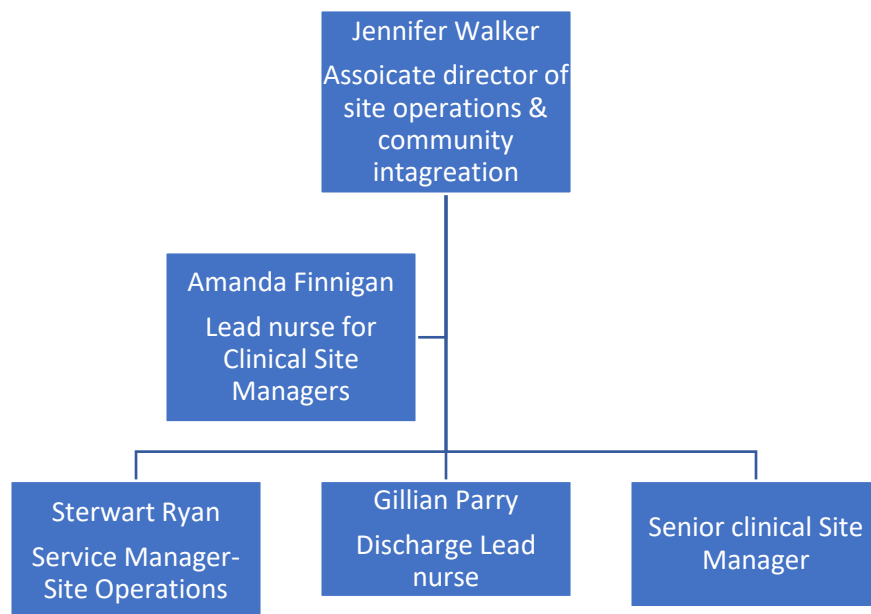 Jennifer Walker
Assoicate director of
site operations &
community
intagreation
Amanda Finnigan
Lead nurse for
Clinical Site
Managers
Sterwart Ryan
Service Manager-
Site Operations
Gillian Parry
Discharge Lead
nurse
Senior clinical Site
Manager